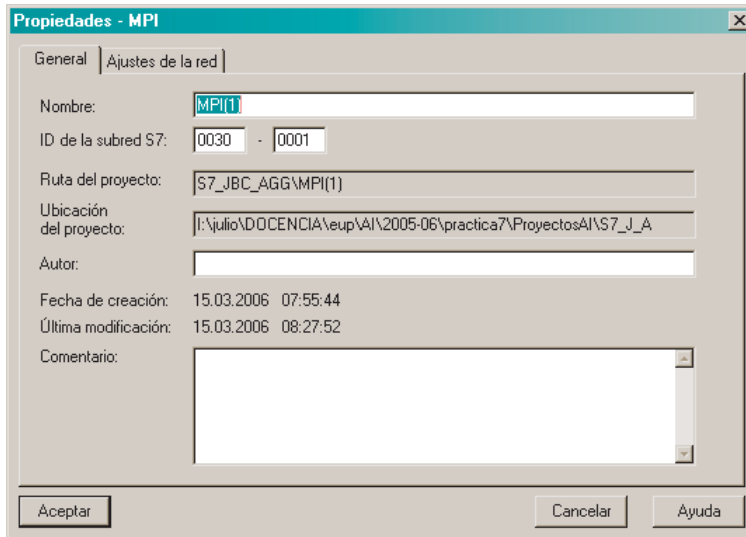 Propiedades - MPI
General Ajustes de la red
Nombre: MPI(1)
ID de la subred S7: 0030 - 0001
Ruta del proyecto: S7_JBC_AGG\MPI(1)
Ubicación
del proyecto: I:\julio\DOCENCIA\eup\AI\2005-06\practica7\ProyectosAI\S7_J_A
Autor:
Fecha de creación: 15.03.2006 07:55:44
Última modificación: 15.03.2006 08:27:52
Comentario:
Aceptar Cancelar Ayuda